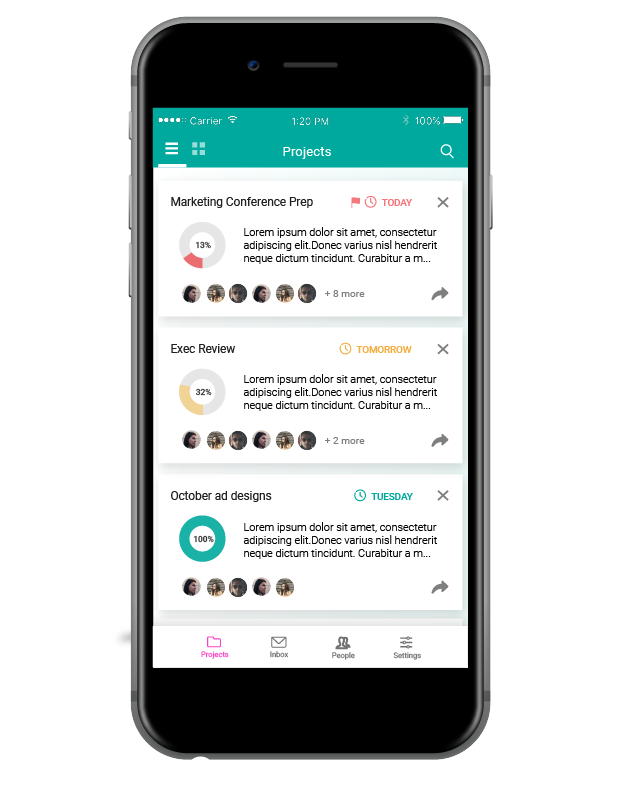 Carrier 1:20 PM 100%
Projects
Marketing Conference Prep TODAY
13%
Lorem ipsum dolor sit amet, consectetur
adipiscing elit.Donec varius nisl hendrerit
neque dictum tincidunt. Curabitur a m...
+ 8 more
Exec Review TOMORROW
32%
Lorem ipsum dolor sit amet, consectetur
adipiscing elit.Donec varius nisl hendrerit
neque dictum tincidunt. Curabitur a m...
+ 2 more
October ad designs TUESDAY
100%
Lorem ipsum dolor sit amet, consectetur
adipiscing elit.Donec varius nisl hendrerit
neque dictum tincidunt. Curabitur a m...
Projects Inbox People Settings